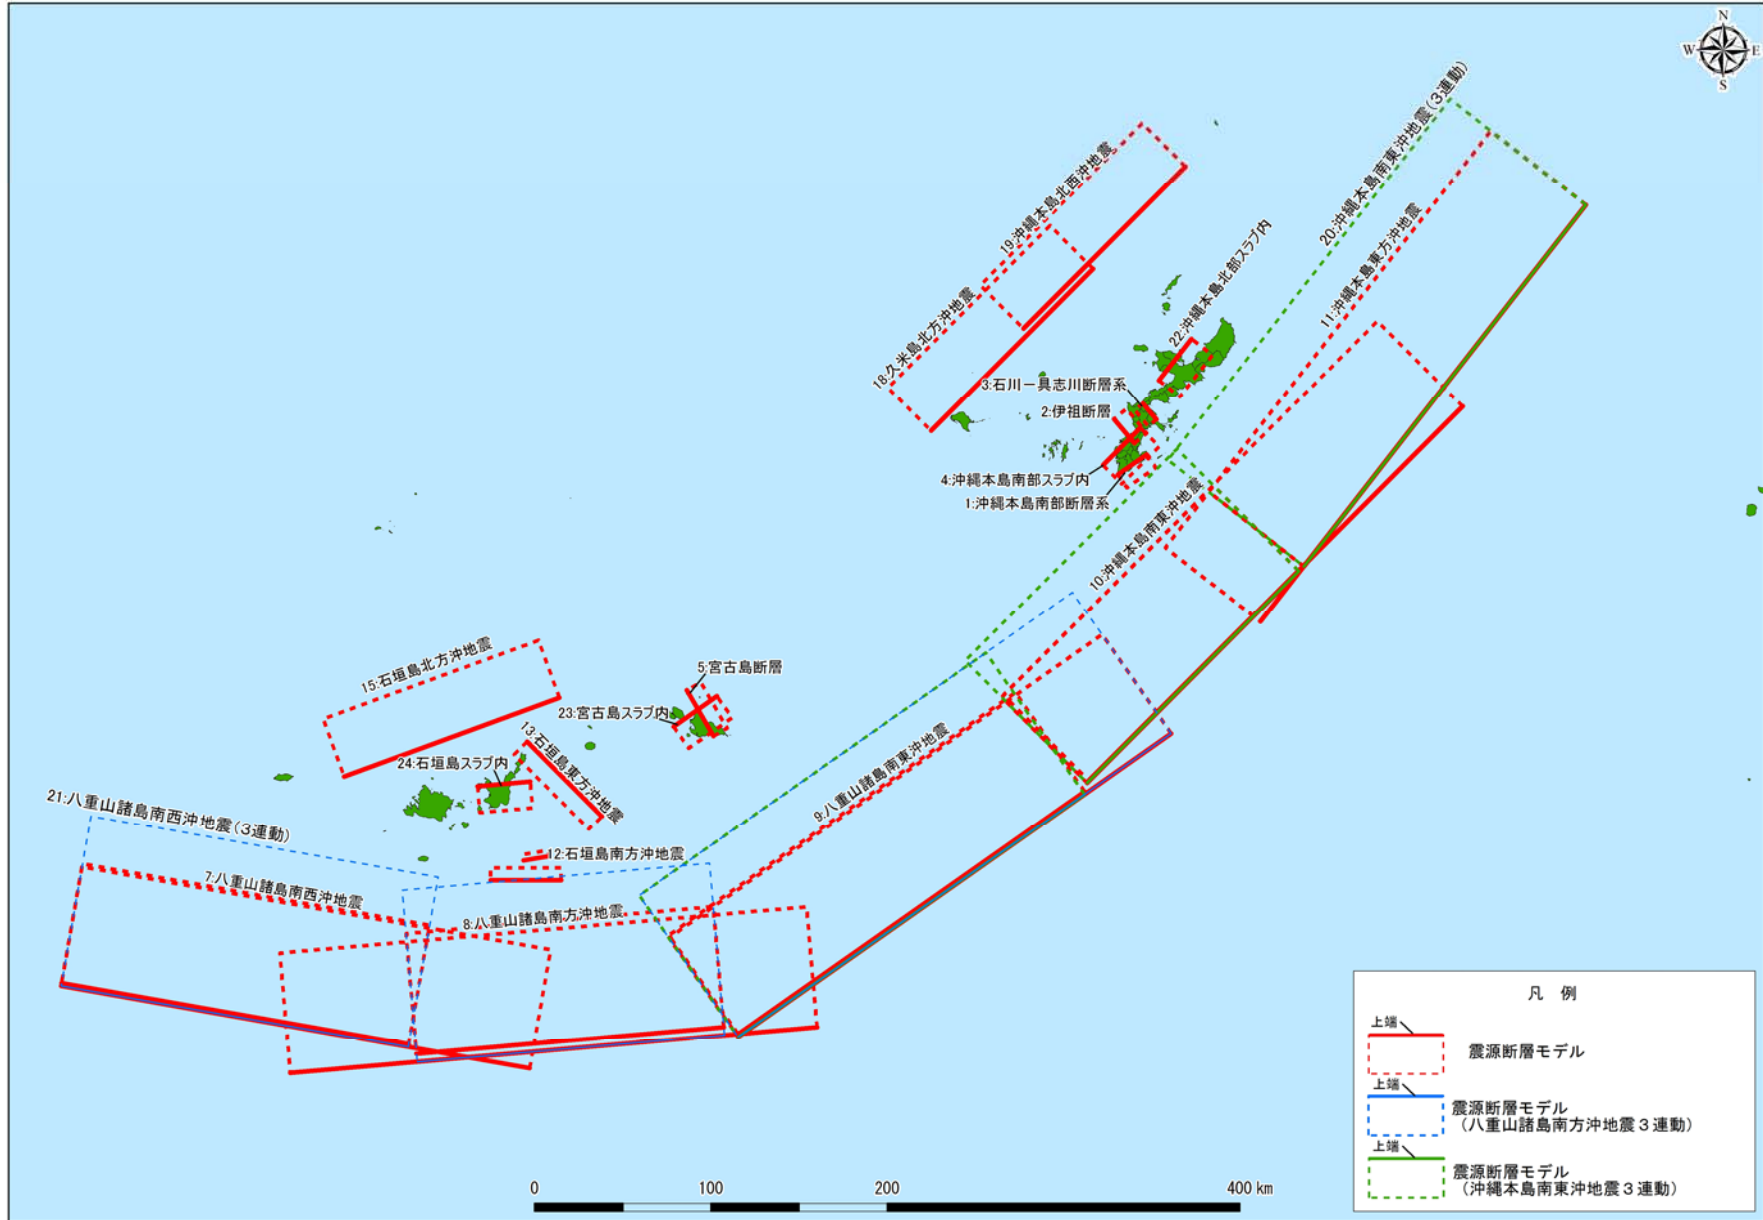 N
W E
S
20:沖縄本島南東沖地震(3連動)
19:沖縄本島北西沖地震
11:沖縄本島東方沖地震
22:沖縄本島北部スラブ内
18:久米島北方沖地震
3:石川－具志川断層系
2:伊祖断層
4:沖縄本島南部スラブ内
1:沖縄本島南部断層系
10:沖縄本島南東沖地震
15:石垣島北方沖地震
5:宮古島断層
23:宮古島スラブ内
13:石垣島東方沖地震
24:石垣島スラブ内
9:八重山諸島南東沖地震
21:八重山諸島南西沖地震(3連動)
12:石垣島南方沖地震
7:八重山諸島南西沖地震
8:八重山諸島南方沖地震
凡 例
上端
震源断層モデル
上端
震源断層モデル
(八重山諸島南方沖地震3連動)
上端
震源断層モデル
(沖縄本島南東沖地震3連動)
0 100 200 400 km